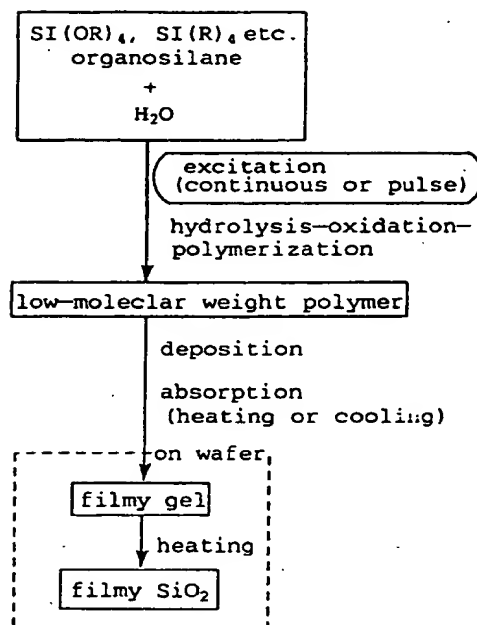 SI(OR)₄, SI(R)₄ etc.
organosilane
+
H₂O
excitation
(continuous or pulse)
hydrolysis—oxidation—
polymerization
low—moleclar weight polymer
deposition
absorption
(heating or cooling)
on wafer
filmy gel
heating
filmy SiO₂